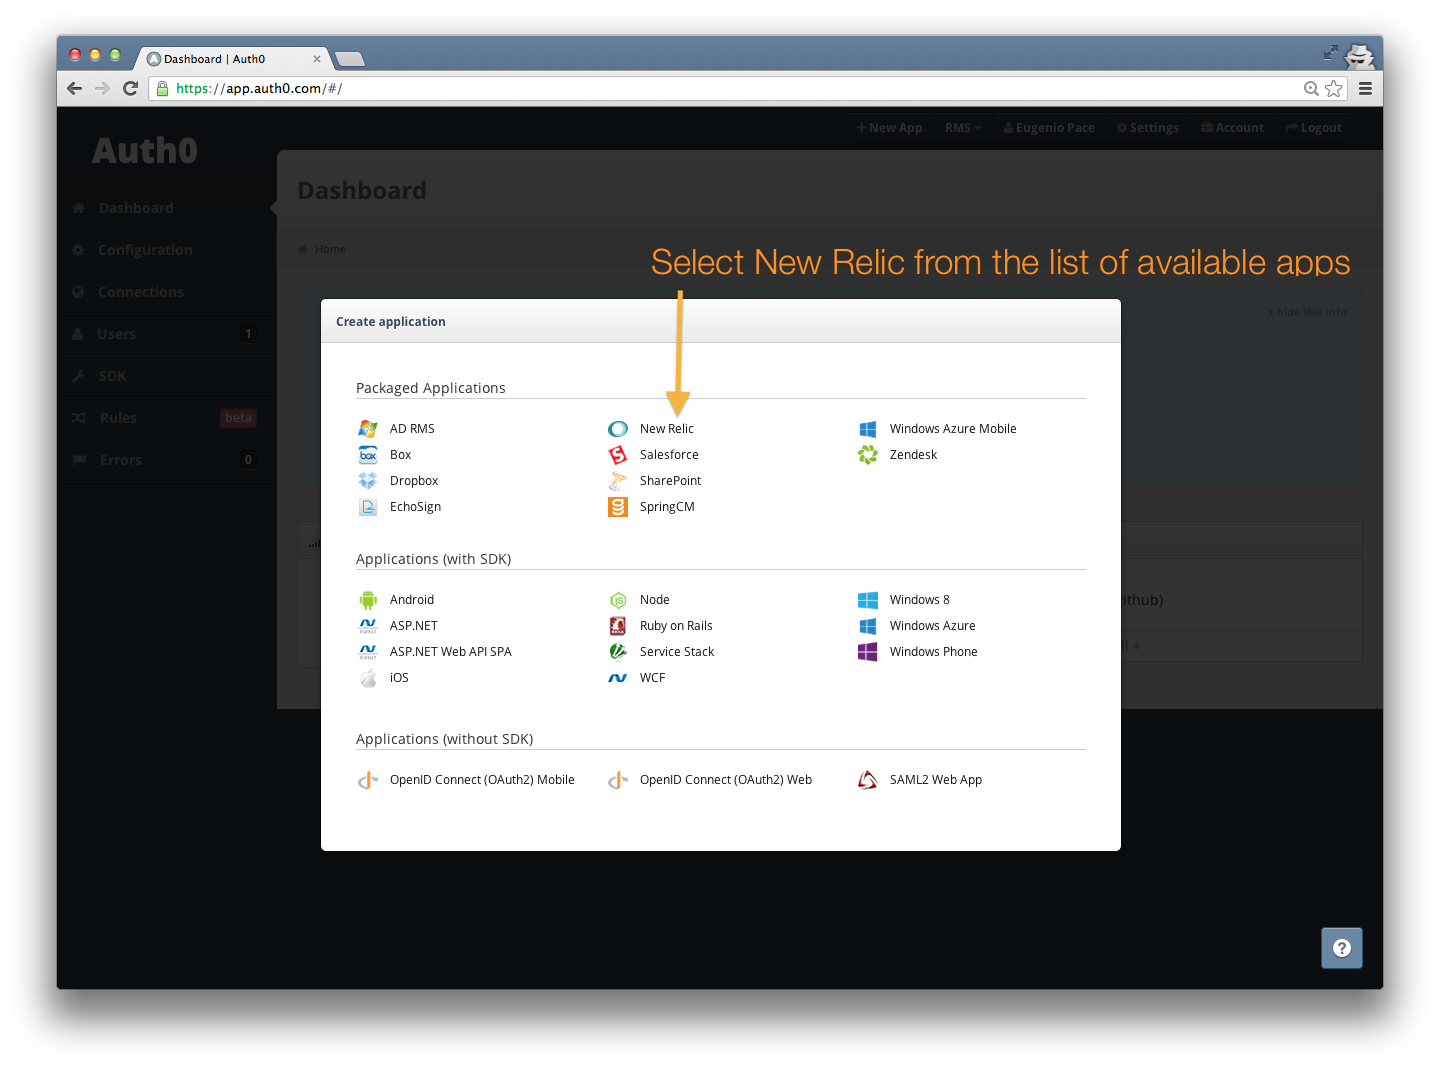 Dashboard | Auth0
https://app.auth0.com/#/
Auth0
New App RMS Eugenio Pace Settings Account Logout
Dashboard
Configuration
Connections
Users 1
SDK
Rules beta
Errors 0
Dashboard
Home
Select New Relic from the list of available apps
x hide this info
Create application
Packaged Applications
AD RMS New Relic Windows Azure Mobile
Box Salesforce Zendesk
Dropbox SharePoint
EchoSign SpringCM
Applications (with SDK)
Android Node Windows 8
ASP.NET Ruby on Rails Windows Azure
ASP.NET Web API SPA Service Stack Windows Phone
iOS WCF
Applications (without SDK)
OpenID Connect (OAuth2) Mobile OpenID Connect (OAuth2) Web SAML2 Web App